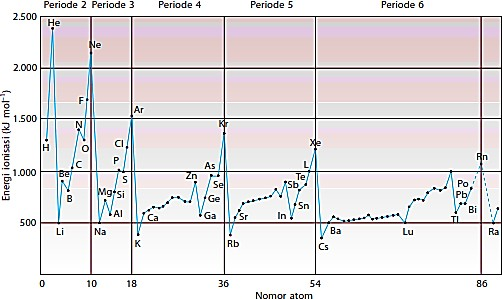 Periode 2 Periode 3 Periode 4 Periode 5 Periode 6
Energi ionisasi (kJ mol⁻¹)
2.500
2.000
1.500
1.000
500
He
Ne
F
N
O
H
C
Be
B
Li
Ar
Cl
P
S
Si
Mg
Al
Na
K
Ca
Zn
Ga
Ge
As
Se
Kr
Rb
Sr
In
Sn
Sb
Te
L
Xe
Cs
Ba
Lu
Tl
Pb
Po
Bi
Rn
Ra
0 10 18 36 54 86
Nomor atom